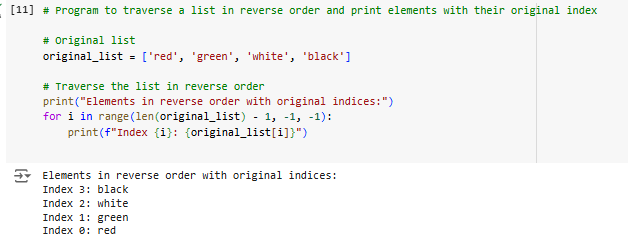 [11] # Program to traverse a list in reverse order and print elements with their original index
# Original list
original_list = ['red', 'green', 'white', 'black']
# Traverse the list in reverse order
print("Elements in reverse order with original indices:")
for i in range(len(original_list) - 1, -1, -1):
    print(f"Index {i}: {original_list[i]}")
Elements in reverse order with original indices:
Index 3: black
Index 2: white
Index 1: green
Index 0: red